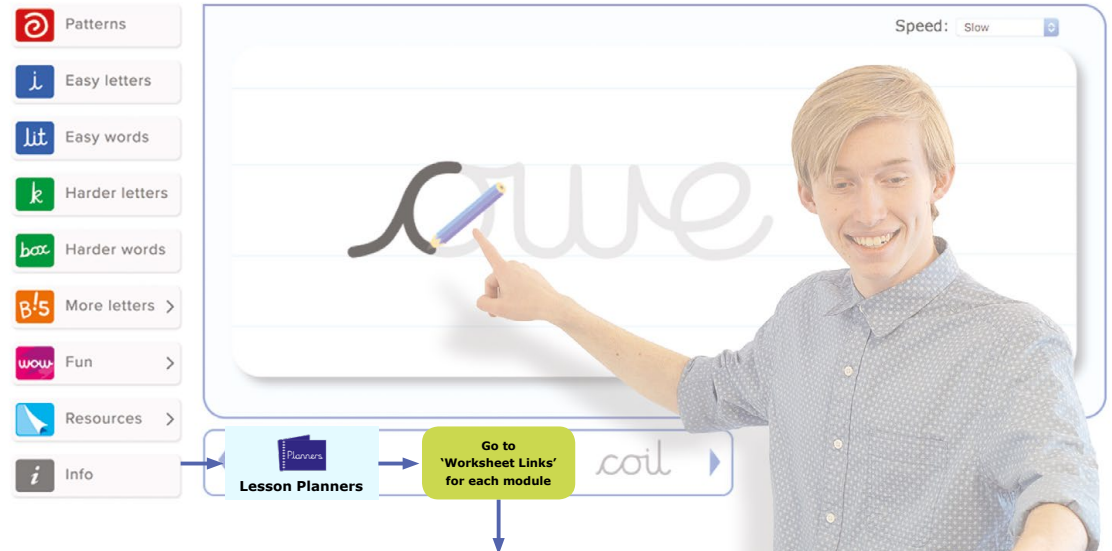 Patterns
Easy letters
lit Easy words
k Harder letters
box Harder words
B!5 More letters >
wow Fun >
Resources >
i Info
Speed: Slow
owe
Planners
Lesson Planners
Go to
‘Worksheet Links’
for each module
coil